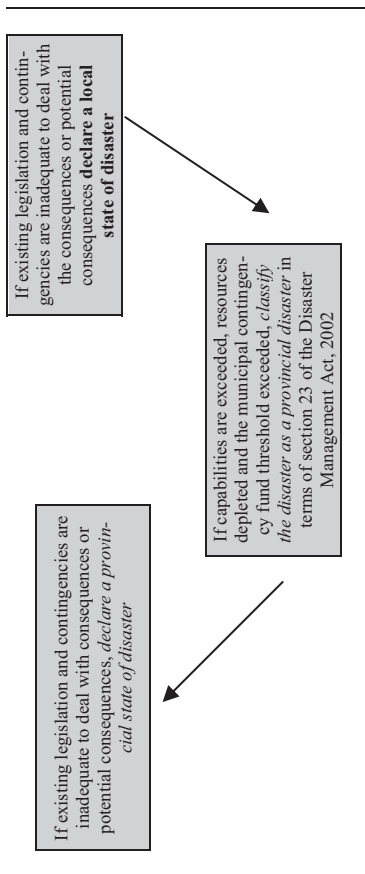 If existing legislation and contin-
gencies are inadequate to deal with
the consequences or potential
consequences declare a local
state of disaster
If capabilities are exceeded, resources
depleted and the municipal contingen-
cy fund threshold exceeded, classify
the disaster as a provincial disaster in
terms of section 23 of the Disaster
Management Act, 2002
If existing legislation and contingencies are
inadequate to deal with consequences or
potential consequences, declare a provin-
cial state of disaster